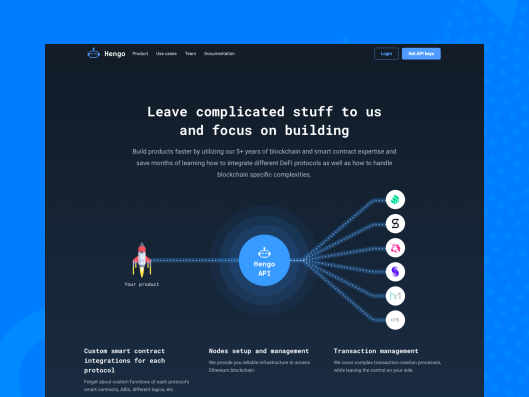 Hengo Product Use cases Team Documentation Login Get API keys
Leave complicated stuff to us
and focus on building
Build products faster by utilizing our 5+ years of blockchain and smart contract expertise and
save months of learning how to integrate different DeFi protocols as well as how to handle
blockchain specific complexities.
Hengo
API
Your product
+15
Custom smart contract
integrations for each
protocol
Forget about custom functions of each protocol's
smart contracts, ABIs, different logics, etc.
Nodes setup and management
We provide you reliable infrastructure to access
Ethereum blockchain.
Transaction management
We cover complex transaction creation processes,
while leaving the control on your side.